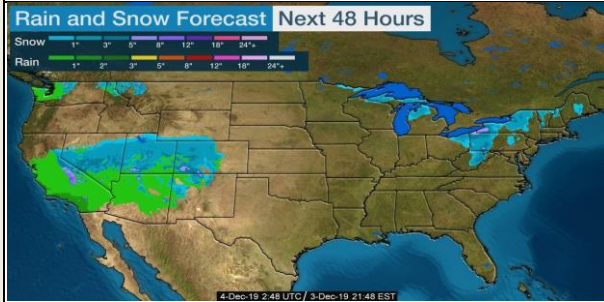 Rain and Snow Forecast Next 48 Hours
Snow
1" 3" 5" 8" 12" 18" 24"+
Rain
1" 2" 3" 5" 8" 12" 18" 24"+
4-Dec-19 2:48 UTC / 3-Dec-19 21:48 EST